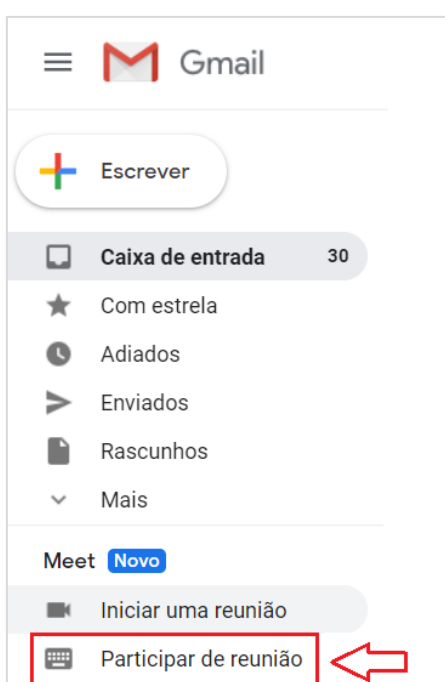 Gmail
Escrever
Caixa de entrada 30
Com estrela
Adiados
Enviados
Rascunhos
Mais
Meet Novo
Iniciar uma reunião
Participar de reunião